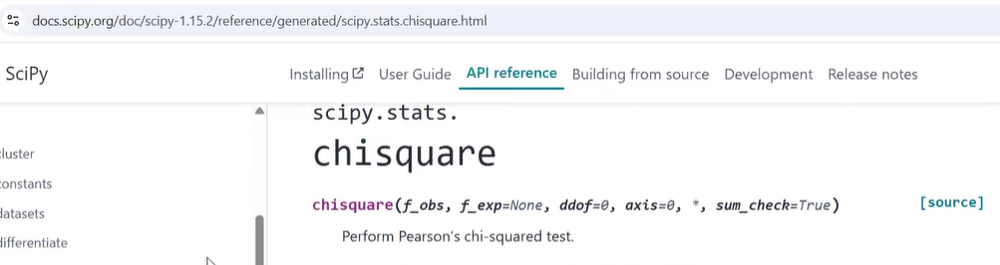 docs.scipy.org/doc/scipy-1.15.2/reference/generated/scipy.stats.chisquare.html
SciPy
Installing User Guide API reference Building from source Development Release notes
scipy.stats.
chisquare
luster
onstants
atasets
ifferentiate
chisquare(f_obs, f_exp=None, ddof=0, axis=0, *, sum_check=True) [source]
Perform Pearson's chi-squared test.